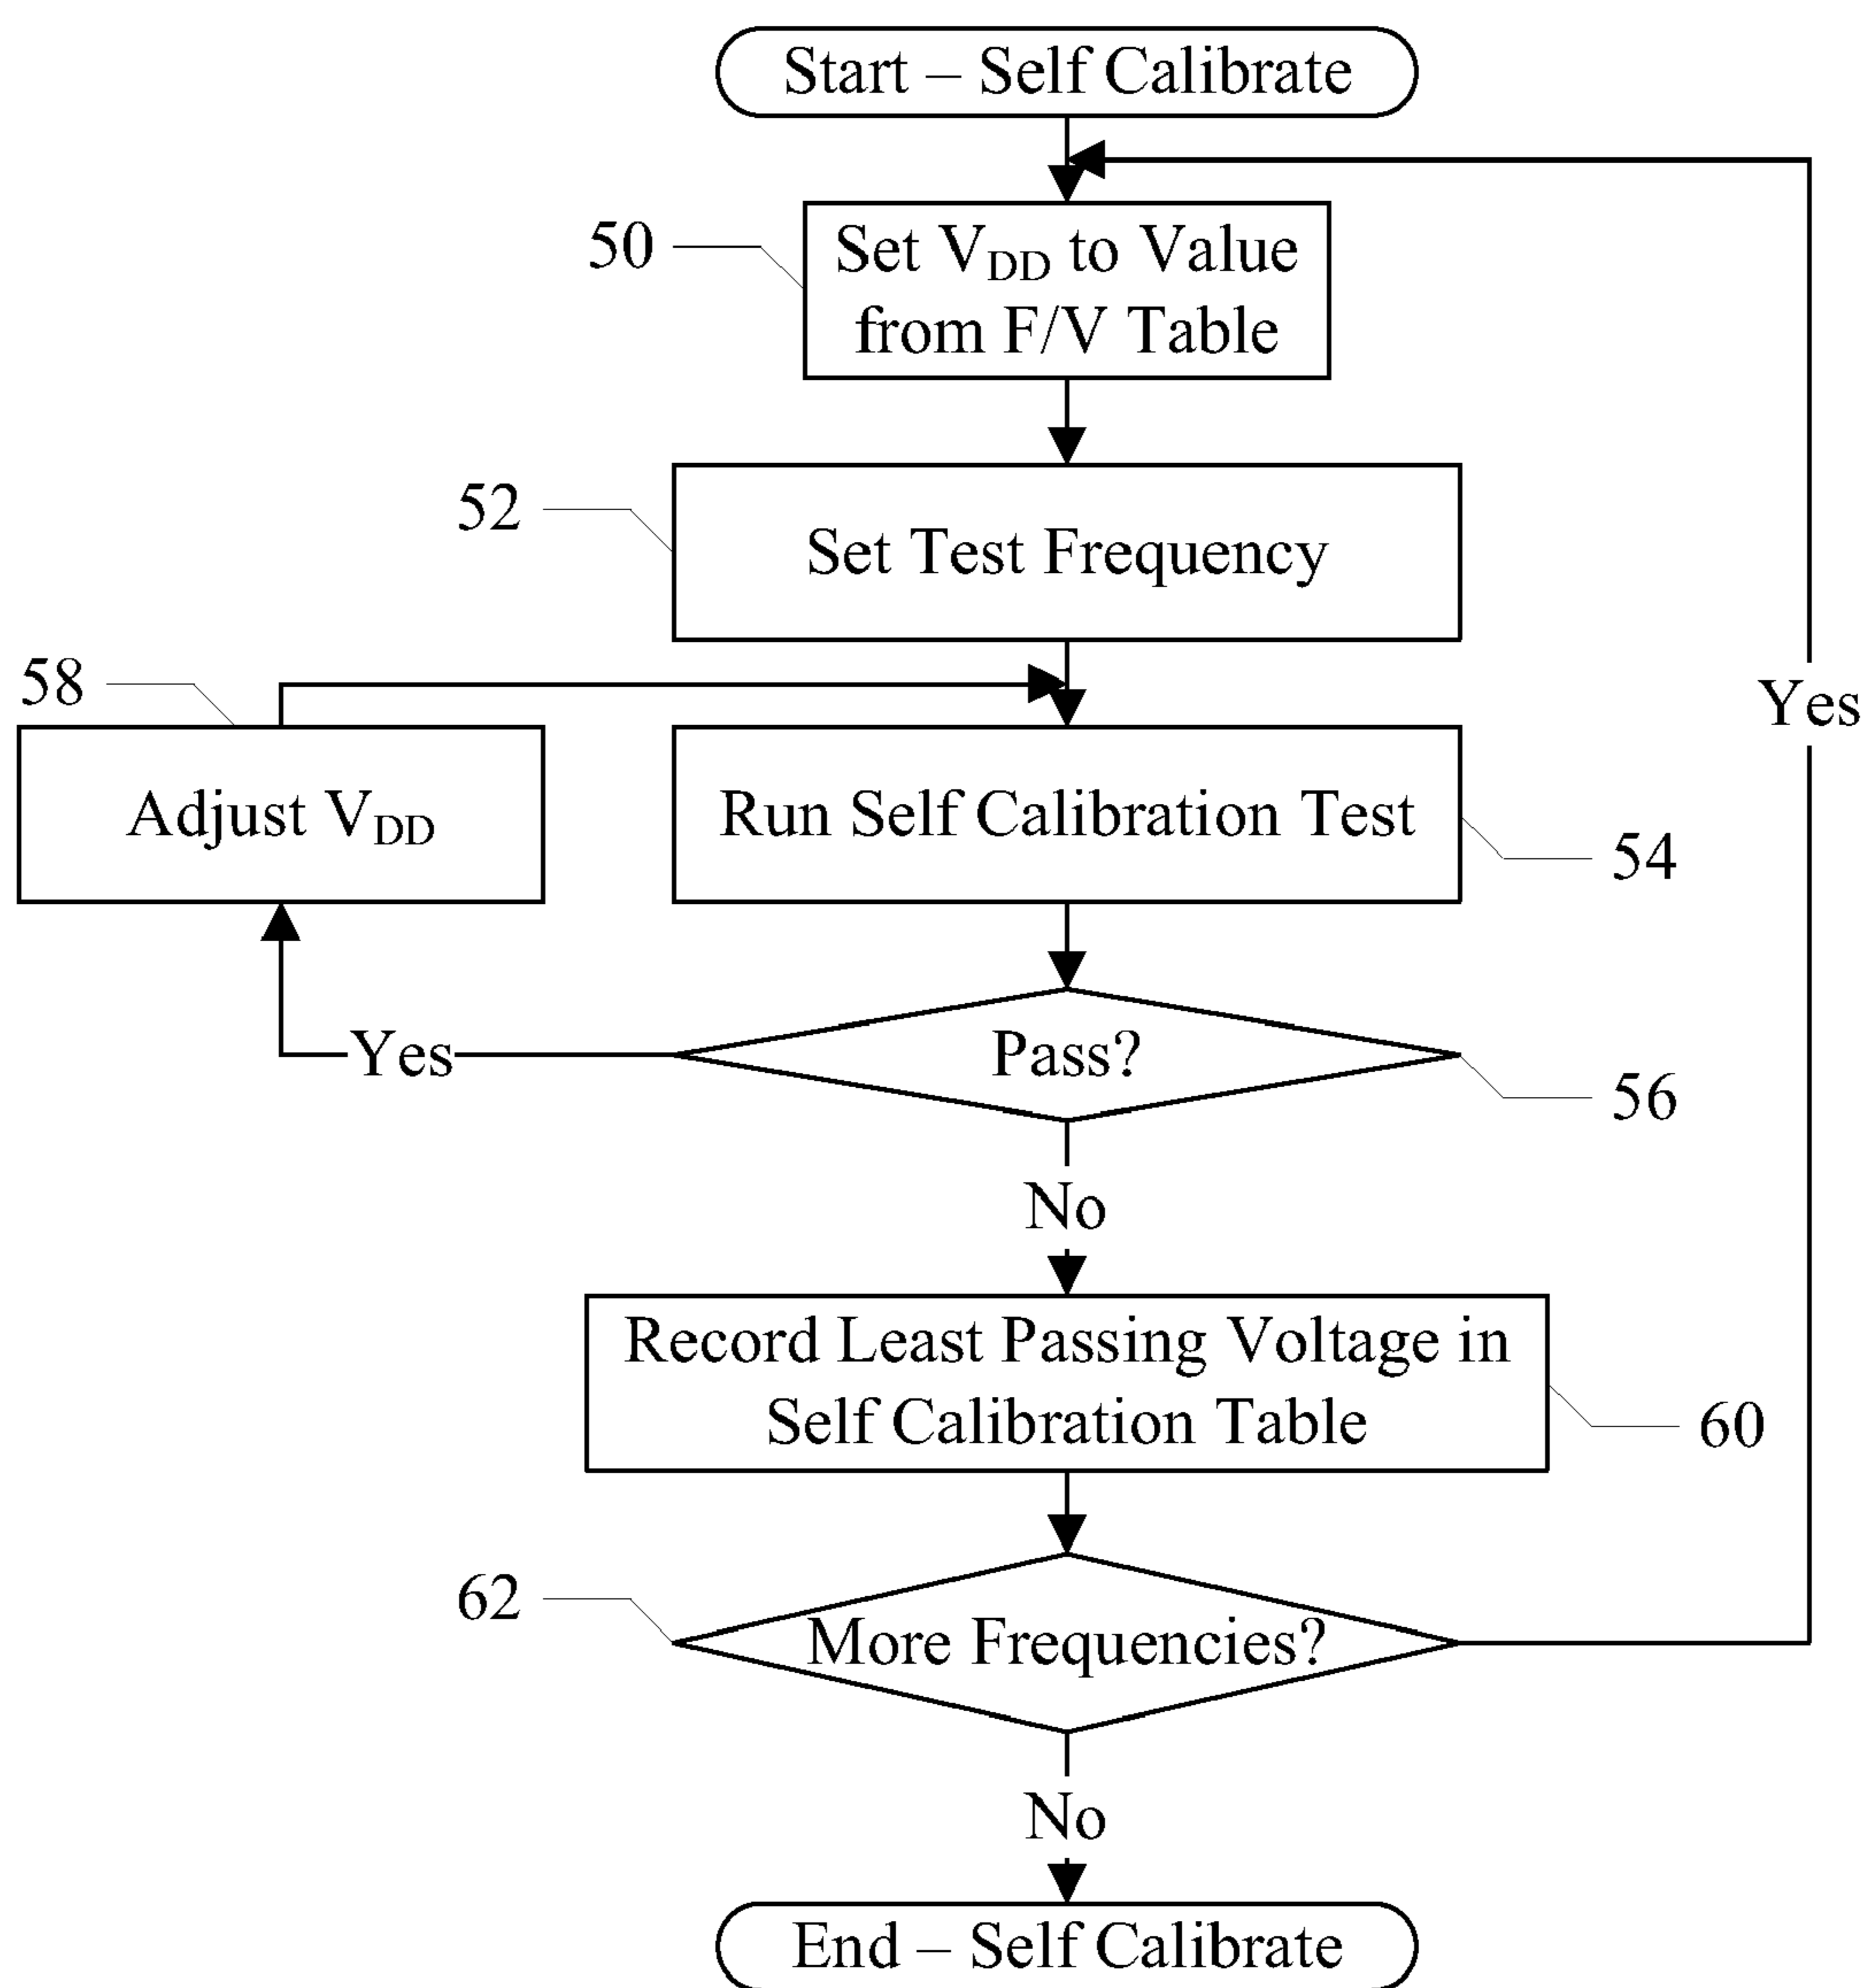 Start – Self Calibrate
50
Set VDD to Value
from F/V Table
52
Set Test Frequency
58
Yes
Adjust VDD
Run Self Calibration Test
54
Yes
Pass?
56
No
Record Least Passing Voltage in
Self Calibration Table
60
62
More Frequencies?
No
End – Self Calibrate